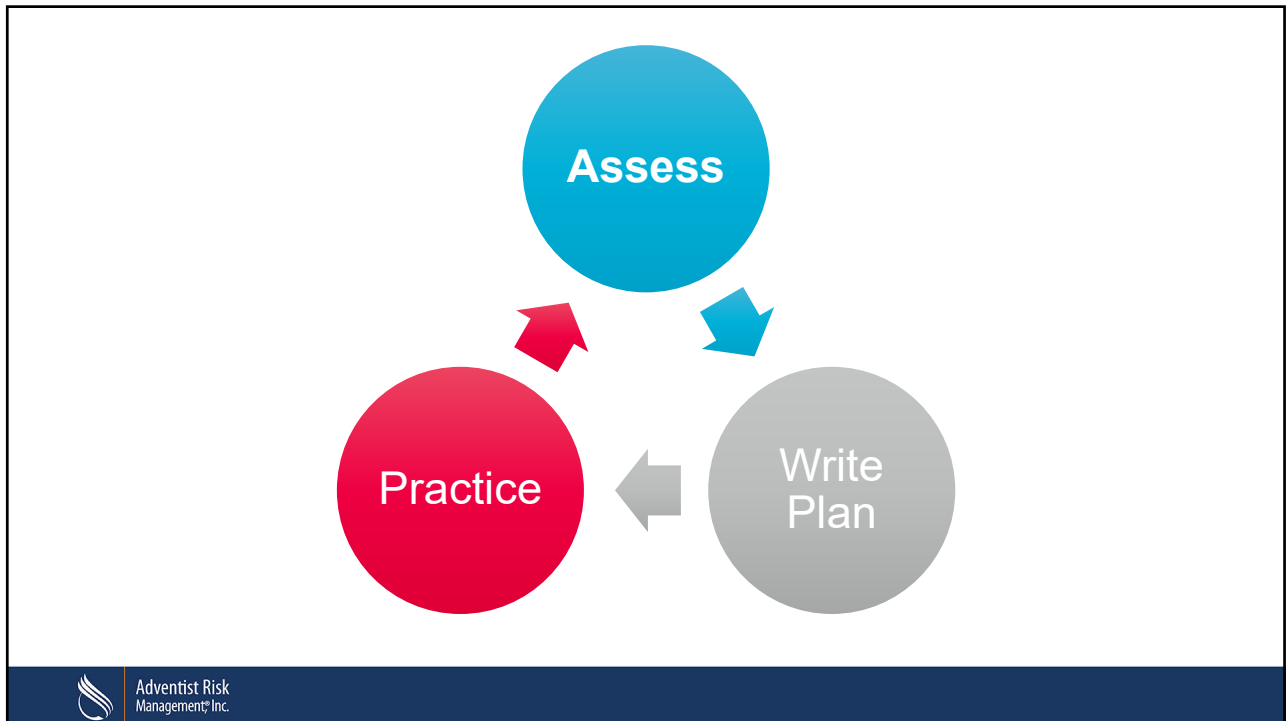 Assess
Write
Plan
Practice
Adventist Risk
Management®, Inc.